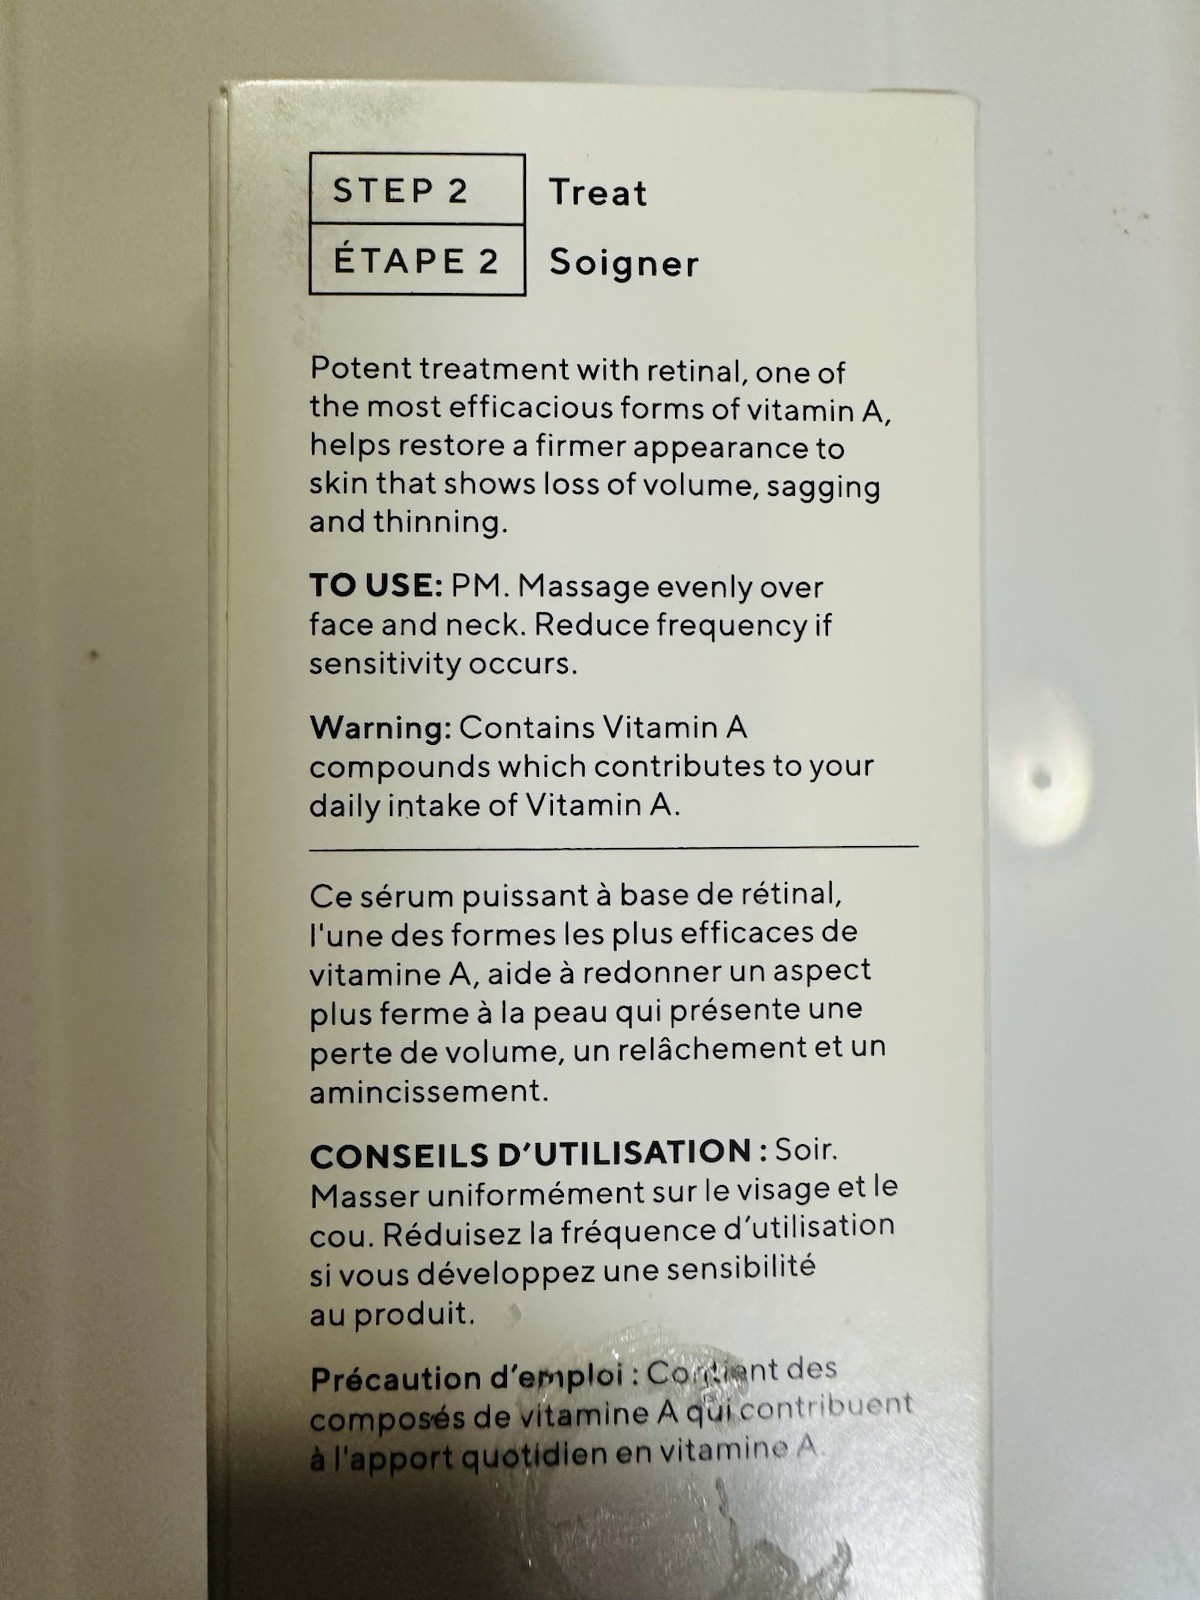 STEP 2 Treat
ÉTAPE 2 Soigner
Potent treatment with retinal, one of
the most efficacious forms of vitamin A,
helps restore a firmer appearance to
skin that shows loss of volume, sagging
and thinning.
TO USE: PM. Massage evenly over
face and neck. Reduce frequency if
sensitivity occurs.
Warning: Contains Vitamin A
compounds which contributes to your
daily intake of Vitamin A.
Ce sérum puissant à base de rétinal,
l'une des formes les plus efficaces de
vitamine A, aide à redonner un aspect
plus ferme à la peau qui présente une
perte de volume, un relâchement et un
amincissement.
CONSEILS D'UTILISATION : Soir.
Masser uniformément sur le visage et le
cou. Réduisez la fréquence d'utilisation
si vous développez une sensibilité
au produit.
Précaution d'emploi : Contient des
composés de vitamine A qui contribuent
à l'apport quotidien en vitamine A.